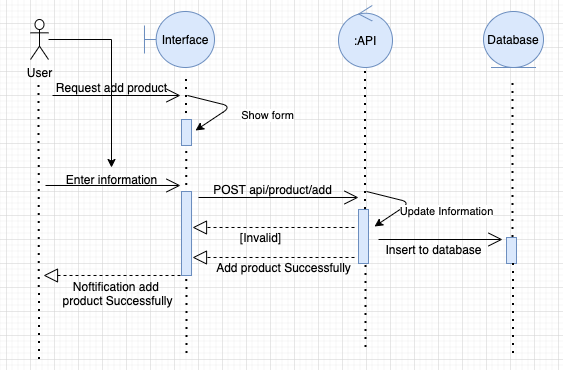 Interface
:API
Database
User
Request add product
Show form
Enter information
POST api/product/add
Update Information
[Invalid]
Insert to database
Add product Successfully
Noftification add
product Successfully